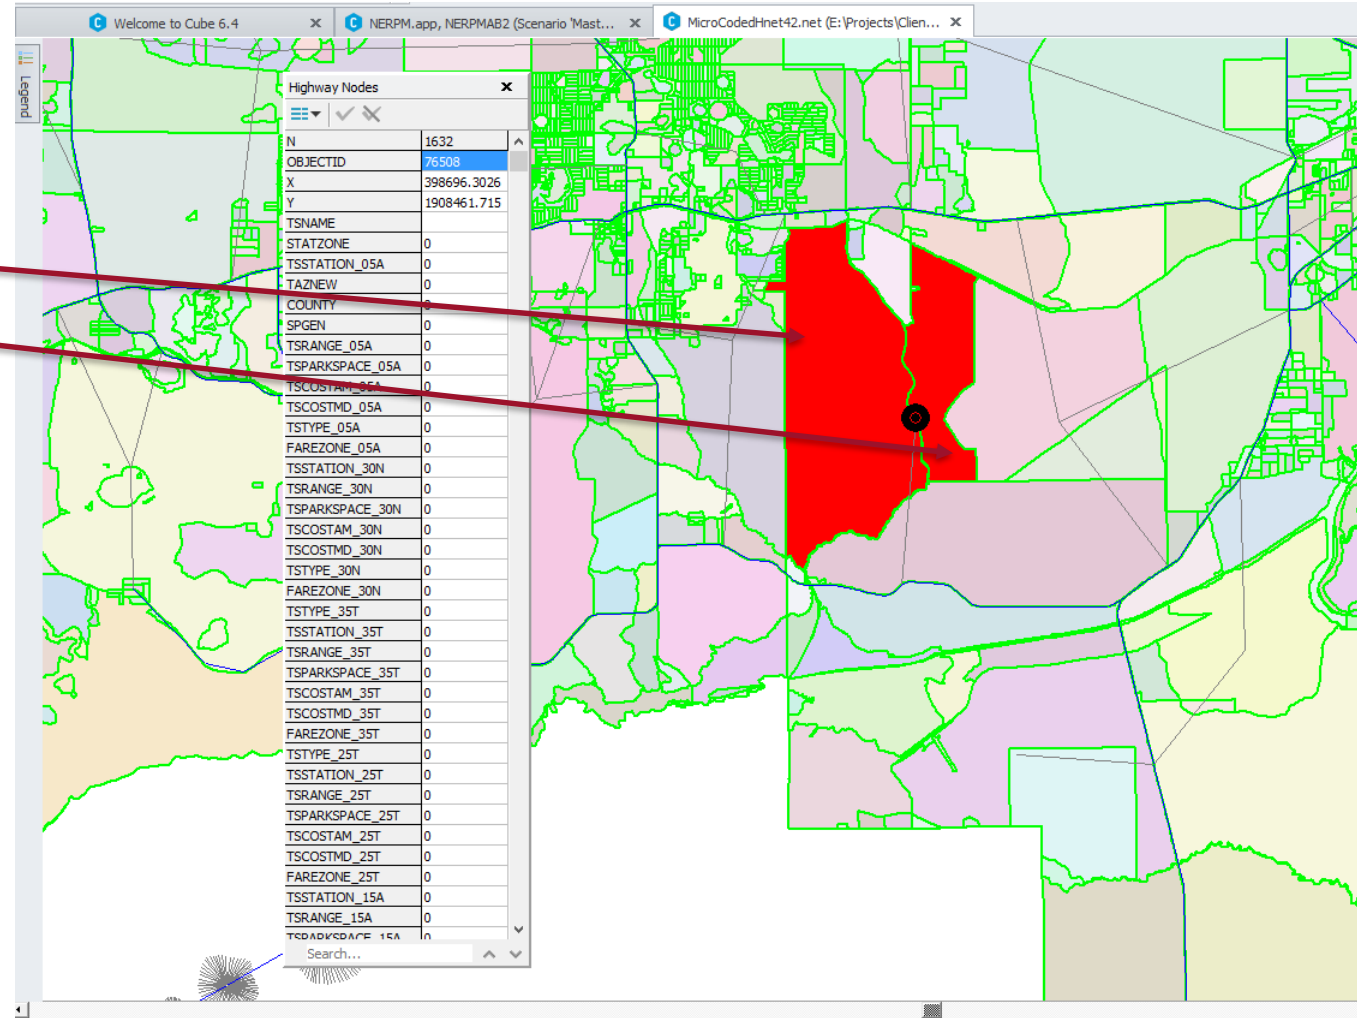 Welcome to Cube 6.4
NERPM.app, NERPMAB2 (Scenario 'Mast...
MicroCodedHnet42.net (E:\Projects\Clien...
Legend
Highway Nodes
N 1632
OBJECTID 76508
X 398696.3026
Y 1908461.715
TSNAME
STATZONE 0
TSSTATION_05A 0
TAZNEW 0
COUNTY 0
SPGEN 0
TSRANGE_05A 0
TSPARKSPACE_05A 0
TSCOSTAM_05A 0
TSCOSTMD_05A 0
TSTYPE_05A 0
FAREZONE_05A 0
TSSTATION_30N 0
TSRANGE_30N 0
TSPARKSPACE_30N 0
TSCOSTAM_30N 0
TSCOSTMD_30N 0
TSTYPE_30N 0
FAREZONE_30N 0
TSTYPE_35T 0
TSSTATION_35T 0
TSRANGE_35T 0
TSPARKSPACE_35T 0
TSCOSTAM_35T 0
TSCOSTMD_35T 0
FAREZONE_35T 0
TSTYPE_25T 0
TSSTATION_25T 0
TSRANGE_25T 0
TSPARKSPACE_25T 0
TSCOSTAM_25T 0
TSCOSTMD_25T 0
FAREZONE_25T 0
TSSTATION_15A 0
TSRANGE_15A 0
TSPARKSPACE_15A 0
Search...